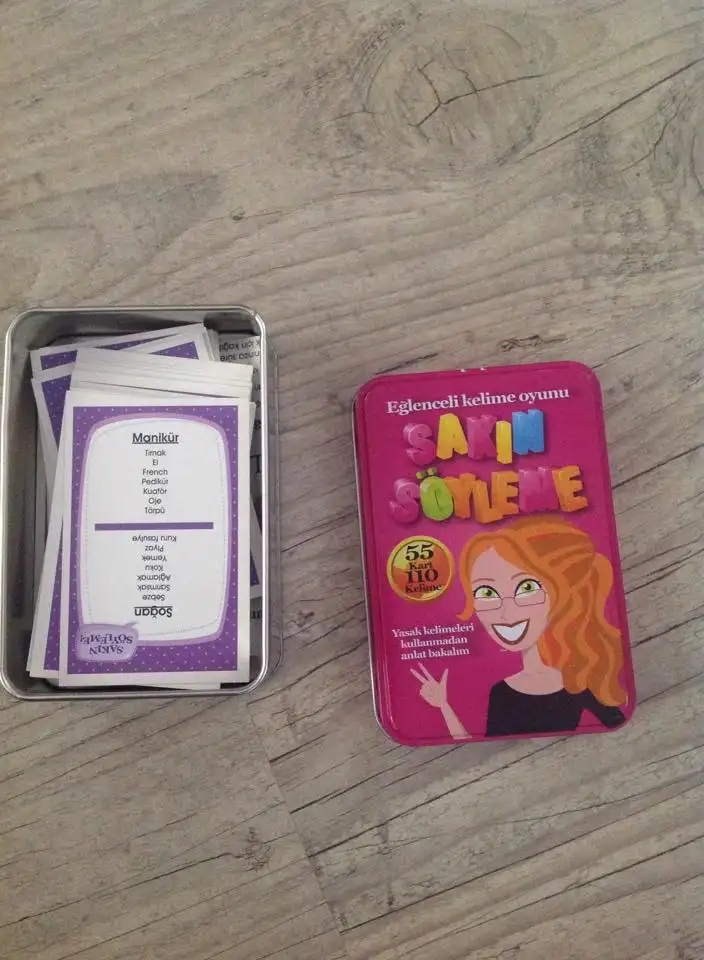 Manikür
Tırnak
El
French
Pedikür
Kuaför
Oje
Törpü
Soğan
Sebze
Sarımsak
Ağlamak
Koku
Yemek
Piyaz
Kuru fasulye
SAKIN
SÖYLEME!
Eğlenceli kelime oyunu
SAKIN
SÖYLEME
55
Kart
110
Kelime
Yasak kelimeleri
kullanmadan
anlat bakalım